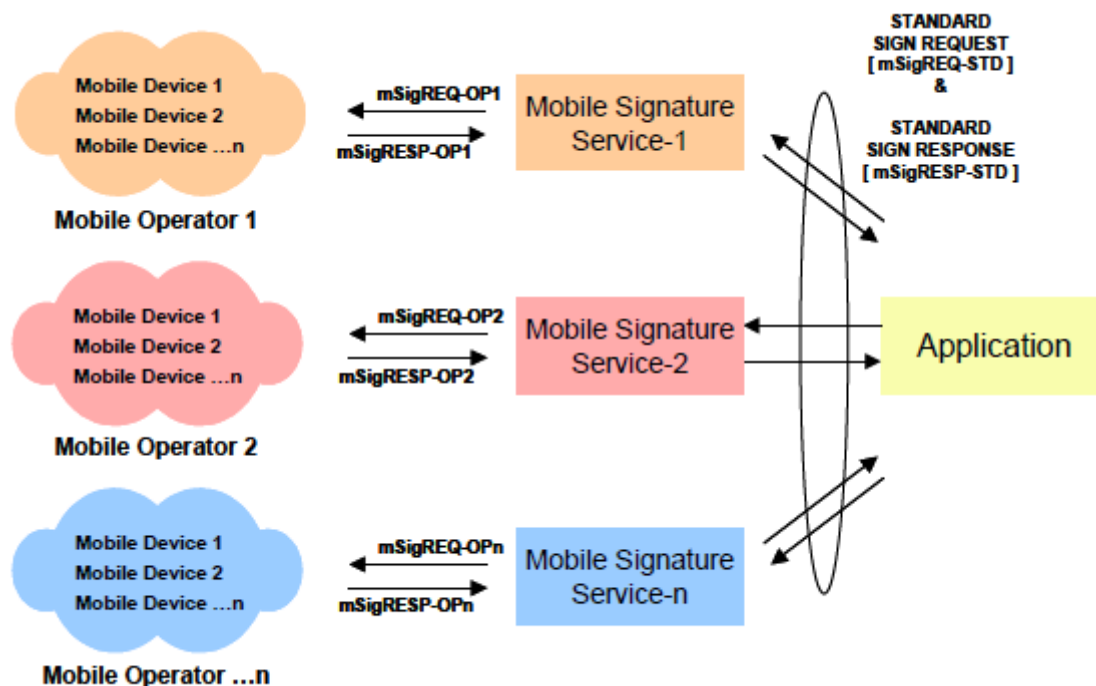 STANDARD
SIGN REQUEST
[ mSigREQ-STD ]
&
STANDARD
SIGN RESPONSE
[ mSigRESP-STD ]
Mobile Device 1
Mobile Device 2
Mobile Device ...n
Mobile Operator 1
mSigREQ-OP1
mSigRESP-OP1
Mobile Signature
Service-1
Mobile Device 1
Mobile Device 2
Mobile Device ...n
Mobile Operator 2
mSigREQ-OP2
mSigRESP-OP2
Mobile Signature
Service-2
Application
Mobile Device 1
Mobile Device 2
Mobile Device ...n
Mobile Operator ...n
mSigREQ-OPn
mSigRESP-OPn
Mobile Signature
Service-n